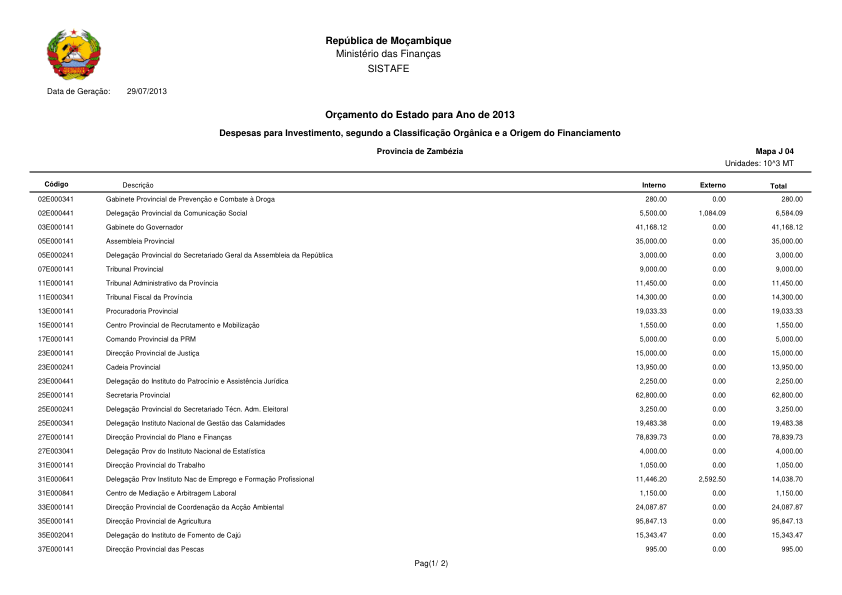 República de Moçambique
Ministério das Finanças
SISTAFE
Data de Geração: 29/07/2013
Orçamento do Estado para Ano de 2013
Despesas para Investimento, segundo a Classificação Orgânica e a Origem do Financiamento
Provincia de Zambézia Mapa J 04
Unidades: 10^3 MT
Código Descrição Interno Externo Total
02E000341 Gabinete Provincial de Prevenção e Combate à Droga 280.00 0.00 280.00
02E000441 Delegação Provincial da Comunicação Social 5,500.00 1,084.09 6,584.09
03E000141 Gabinete do Governador 41,168.12 0.00 41,168.12
05E000141 Assembleia Provincial 35,000.00 0.00 35,000.00
05E000241 Delegação Provincial do Secretariado Geral da Assembleia da República 3,000.00 0.00 3,000.00
07E000141 Tribunal Provincial 9,000.00 0.00 9,000.00
11E000141 Tribunal Administrativo da Província 11,450.00 0.00 11,450.00
11E000341 Tribunal Fiscal da Província 14,300.00 0.00 14,300.00
13E000141 Procuradoria Provincial 19,033.33 0.00 19,033.33
15E000141 Centro Provincial de Recrutamento e Mobilização 1,550.00 0.00 1,550.00
17E000141 Comando Provincial da PRM 5,000.00 0.00 5,000.00
23E000141 Direcção Provincial de Justiça 15,000.00 0.00 15,000.00
23E000241 Cadeia Provincial 13,950.00 0.00 13,950.00
23E000441 Delegação do Instituto do Patrocínio e Assistência Jurídica 2,250.00 0.00 2,250.00
25E000141 Secretaria Provincial 62,800.00 0.00 62,800.00
25E000241 Delegação Provincial do Secretariado Técn. Adm. Eleitoral 3,250.00 0.00 3,250.00
25E000341 Delegação Instituto Nacional de Gestão das Calamidades 19,483.38 0.00 19,483.38
27E000141 Direcção Provincial do Plano e Finanças 78,839.73 0.00 78,839.73
27E003041 Delegação Prov do Instituto Nacional de Estatística 4,000.00 0.00 4,000.00
31E000141 Direcção Provincial do Trabalho 1,050.00 0.00 1,050.00
31E000641 Delegação Prov Instituto Nac de Emprego e Formação Profissional 11,446.20 2,592.50 14,038.70
31E000841 Centro de Mediação e Arbitragem Laboral 1,150.00 0.00 1,150.00
33E000141 Direcção Provincial de Coordenação da Acção Ambiental 24,087.87 0.00 24,087.87
35E000141 Direcção Provincial de Agricultura 95,847.13 0.00 95,847.13
35E002041 Delegação do Instituto de Fomento de Cajú 15,343.47 0.00 15,343.47
37E000141 Direcção Provincial das Pescas 995.00 0.00 995.00
Pag(1/ 2)